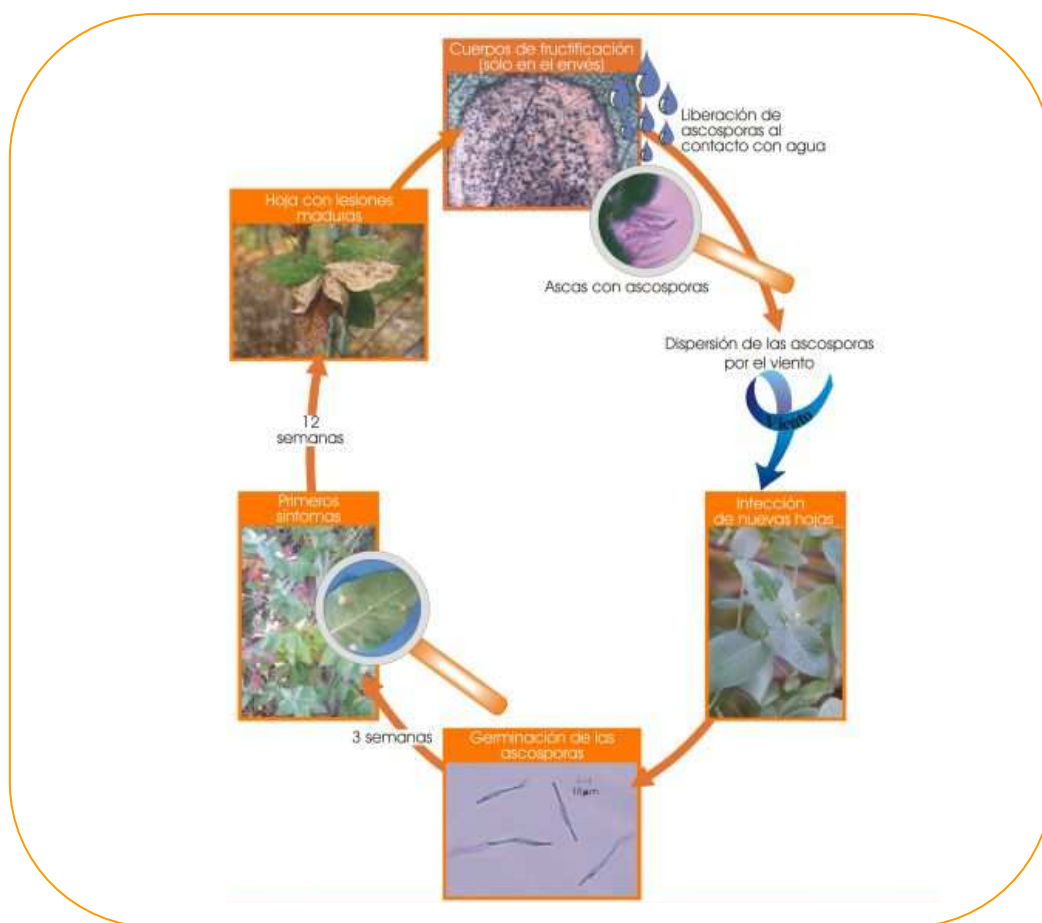 Cuerpos de fructificación
(sólo en el envés)
Liberación de
ascosporas al
contacto con agua
Hoja con lesiones
maduras
Ascas con ascosporas
Dispersión de las ascosporas
por el viento
Viento
12
semanas
Primeros
síntomas
Infección
de nuevas hojas
3 semanas
Germinación de las
ascosporas
10µm